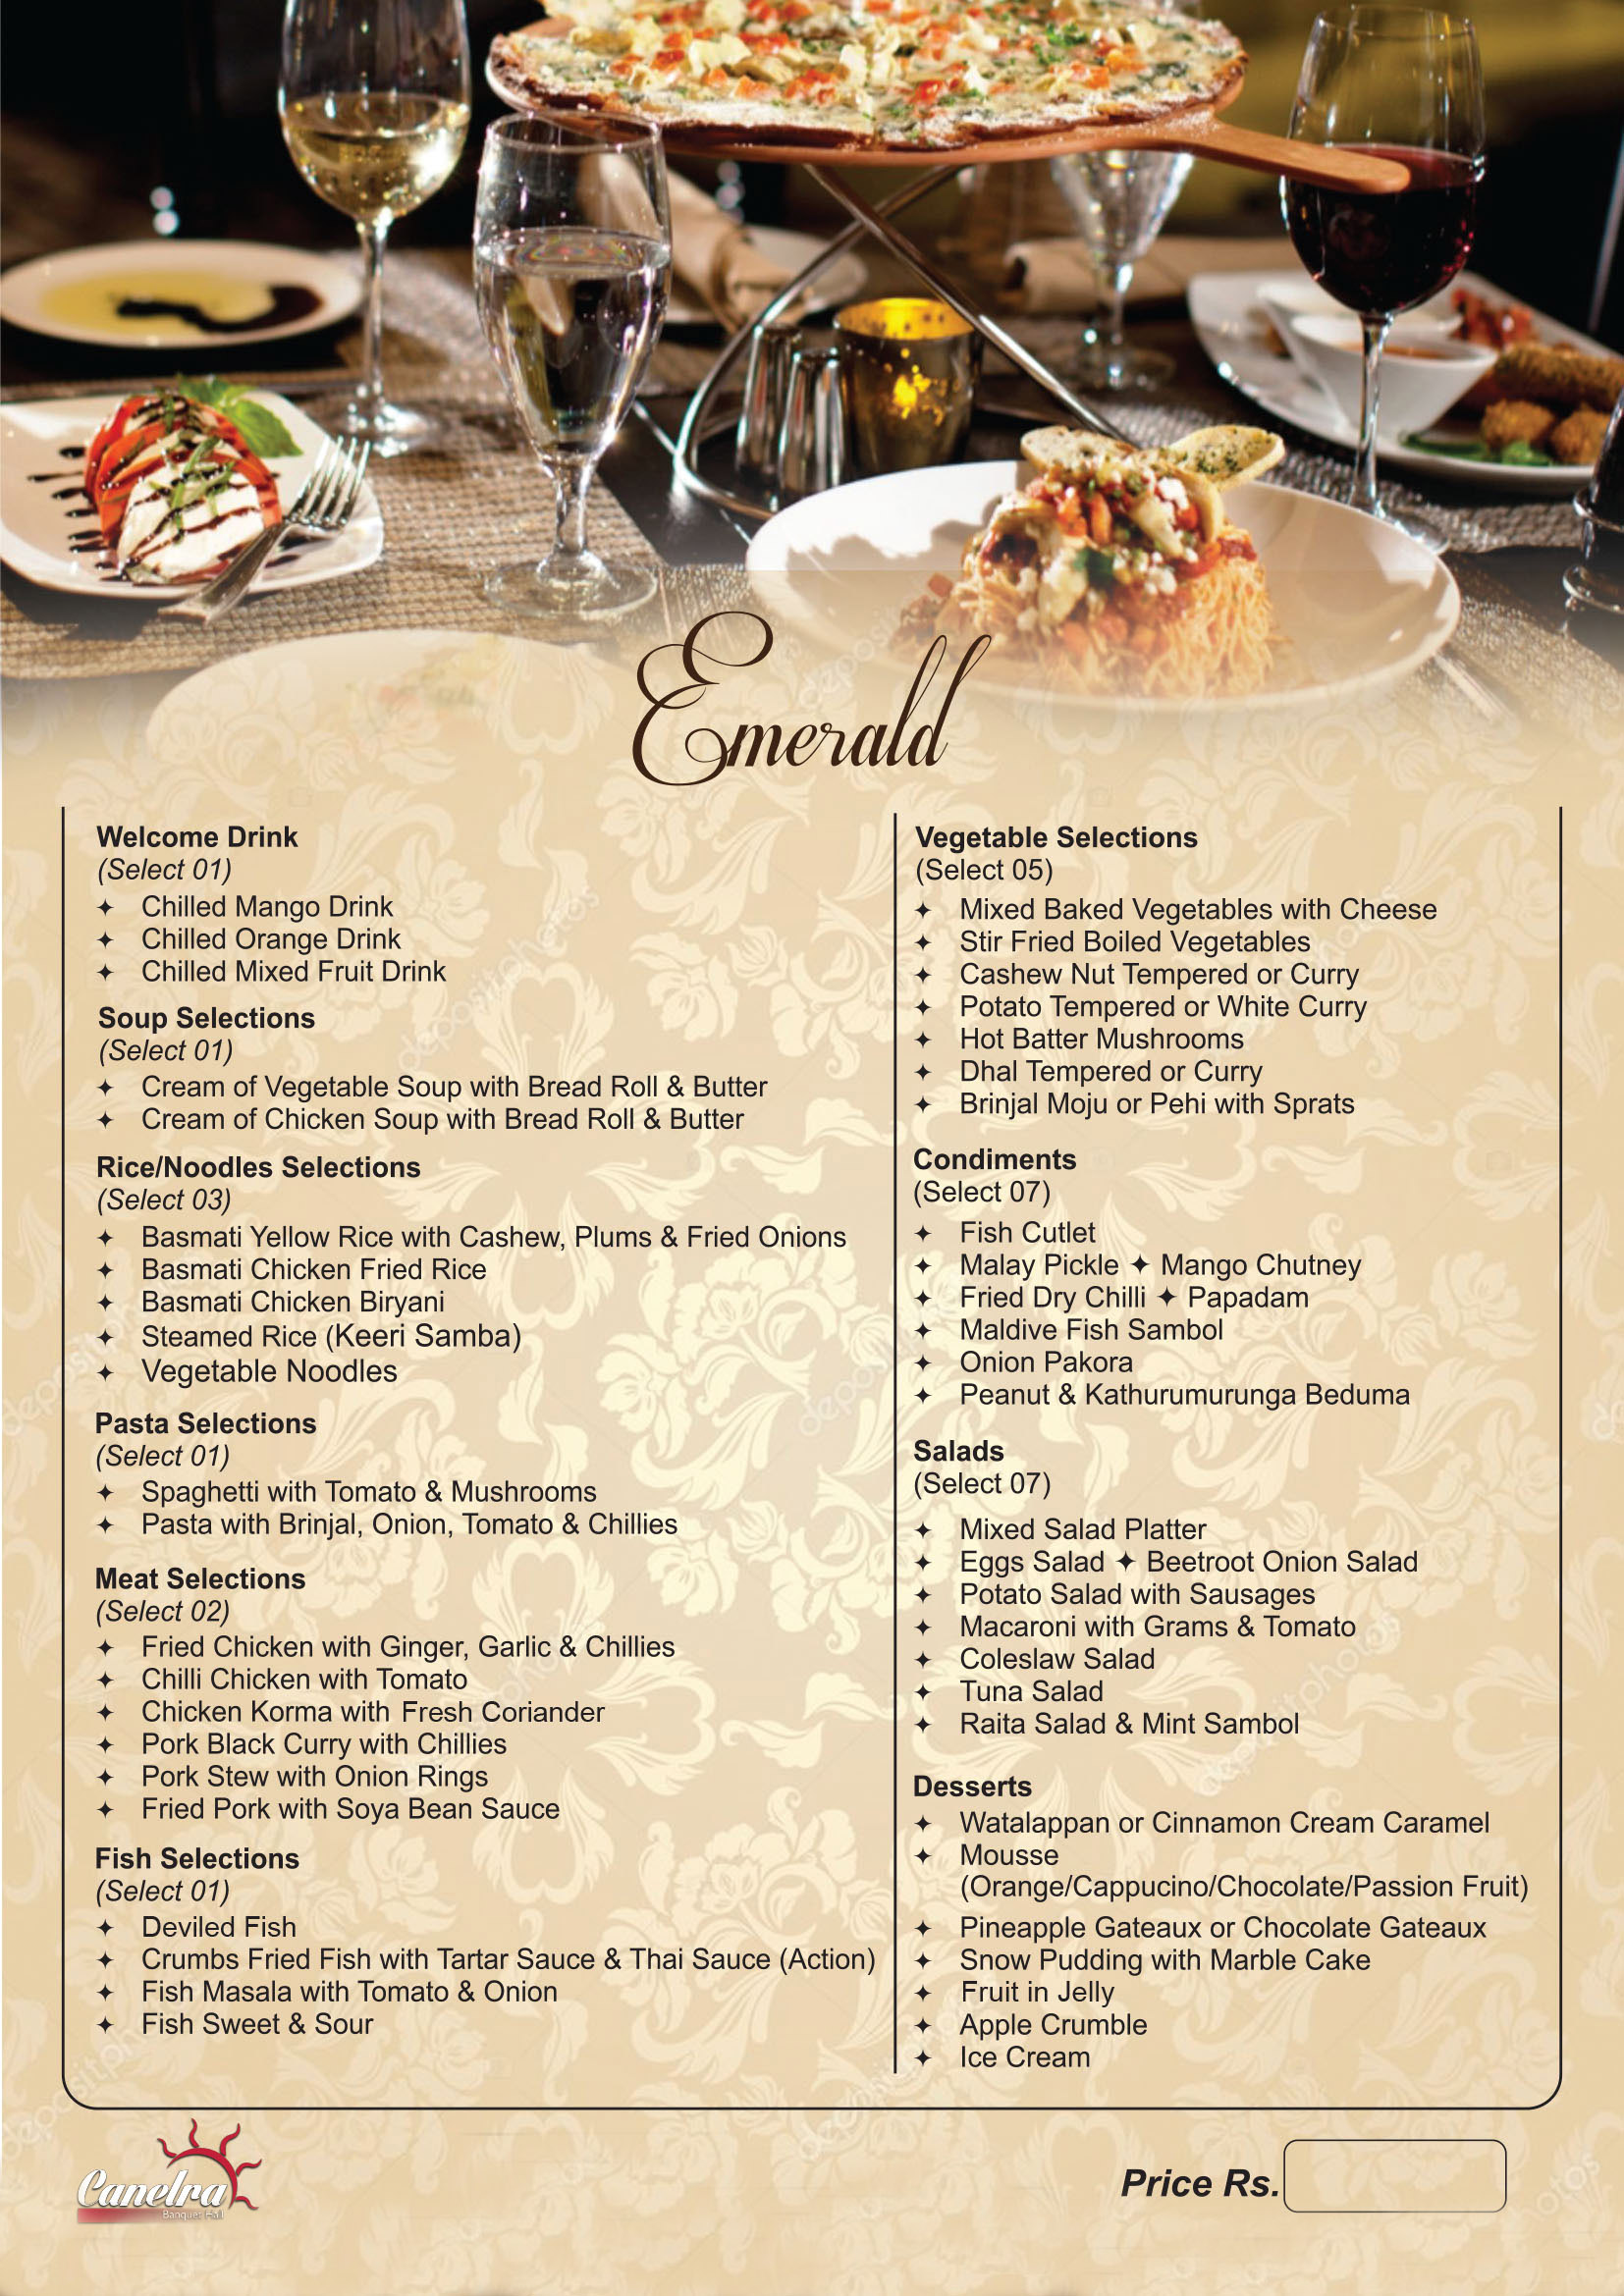 Emerald
Welcome Drink
(Select 01)
✦ Chilled Mango Drink
✦ Chilled Orange Drink
✦ Chilled Mixed Fruit Drink
Soup Selections
(Select 01)
✦ Cream of Vegetable Soup with Bread Roll & Butter
✦ Cream of Chicken Soup with Bread Roll & Butter
Rice/Noodles Selections
(Select 03)
✦ Basmati Yellow Rice with Cashew, Plums & Fried Onions
✦ Basmati Chicken Fried Rice
✦ Basmati Chicken Biryani
✦ Steamed Rice (Keeri Samba)
✦ Vegetable Noodles
Pasta Selections
(Select 01)
✦ Spaghetti with Tomato & Mushrooms
✦ Pasta with Brinjal, Onion, Tomato & Chillies
Meat Selections
(Select 02)
✦ Fried Chicken with Ginger, Garlic & Chillies
✦ Chilli Chicken with Tomato
✦ Chicken Korma with Fresh Coriander
✦ Pork Black Curry with Chillies
✦ Pork Stew with Onion Rings
✦ Fried Pork with Soya Bean Sauce
Fish Selections
(Select 01)
✦ Deviled Fish
✦ Crumbs Fried Fish with Tartar Sauce & Thai Sauce (Action)
✦ Fish Masala with Tomato & Onion
✦ Fish Sweet & Sour
Vegetable Selections
(Select 05)
✦ Mixed Baked Vegetables with Cheese
✦ Stir Fried Boiled Vegetables
✦ Cashew Nut Tempered or Curry
✦ Potato Tempered or White Curry
✦ Hot Batter Mushrooms
✦ Dhal Tempered or Curry
✦ Brinjal Moju or Pehi with Sprats
Condiments
(Select 07)
✦ Fish Cutlet
✦ Malay Pickle ✦ Mango Chutney
✦ Fried Dry Chilli ✦ Papadam
✦ Maldive Fish Sambol
✦ Onion Pakora
✦ Peanut & Kathurumurunga Beduma
Salads
(Select 07)
✦ Mixed Salad Platter
✦ Eggs Salad ✦ Beetroot Onion Salad
✦ Potato Salad with Sausages
✦ Macaroni with Grams & Tomato
✦ Coleslaw Salad
✦ Tuna Salad
✦ Raita Salad & Mint Sambol
Desserts
✦ Watalappan or Cinnamon Cream Caramel
✦ Mousse
(Orange/Cappucino/Chocolate/Passion Fruit)
✦ Pineapple Gateaux or Chocolate Gateaux
✦ Snow Pudding with Marble Cake
✦ Fruit in Jelly
✦ Apple Crumble
✦ Ice Cream
Canelra
Banquet Hall
Price Rs.
depositphotos